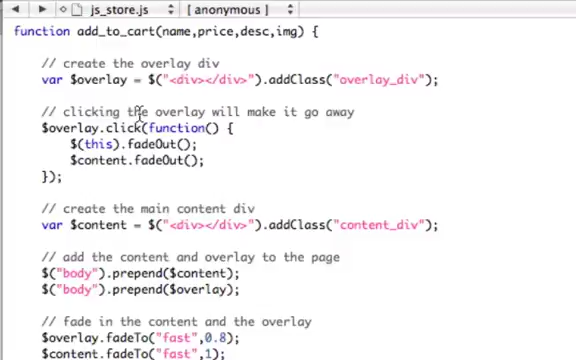 js_store.js [ anonymous ]
function add_to_cart(name,price,desc,img) {
// create the overlay div
var $overlay = $("<div></div>").addClass("overlay_div");
// clicking the overlay will make it go away
$overlay.click(function() {
$(this).fadeOut();
$content.fadeOut();
});
// create the main content div
var $content = $("<div></div>").addClass("content_div");
// add the content and overlay to the page
$("body").prepend($content);
$("body").prepend($overlay);
// fade in the content and the overlay
$overlay.fadeTo("fast",0.8);
$content.fadeTo("fast",1);